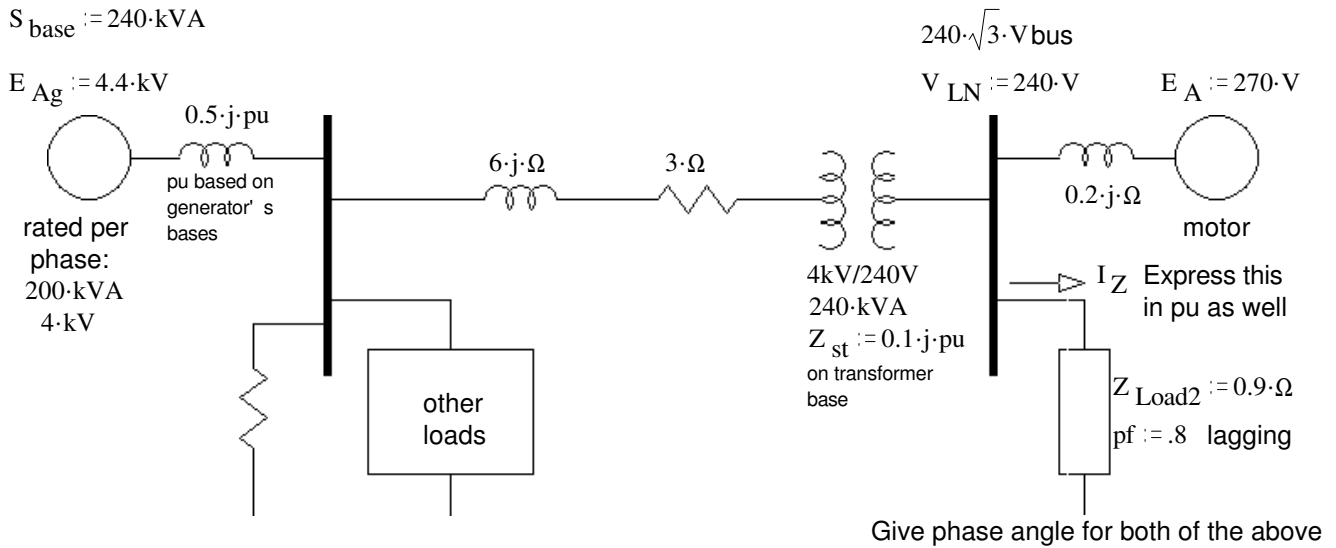 S base := 240·kVA
240·√3·V bus
E Ag := 4.4·kV
V LN := 240·V
E A := 270·V
0.5·j·pu
6·j·Ω
3·Ω
pu based on
generator' s
bases
0.2·j·Ω
rated per
phase:
200·kVA
4·kV
motor
4kV/240V
240·kVA
Z st := 0.1·j·pu
on transformer
base
I Z Express this
in pu as well
other
loads
Z Load2 := 0.9·Ω
pf := .8 lagging
Give phase angle for both of the above